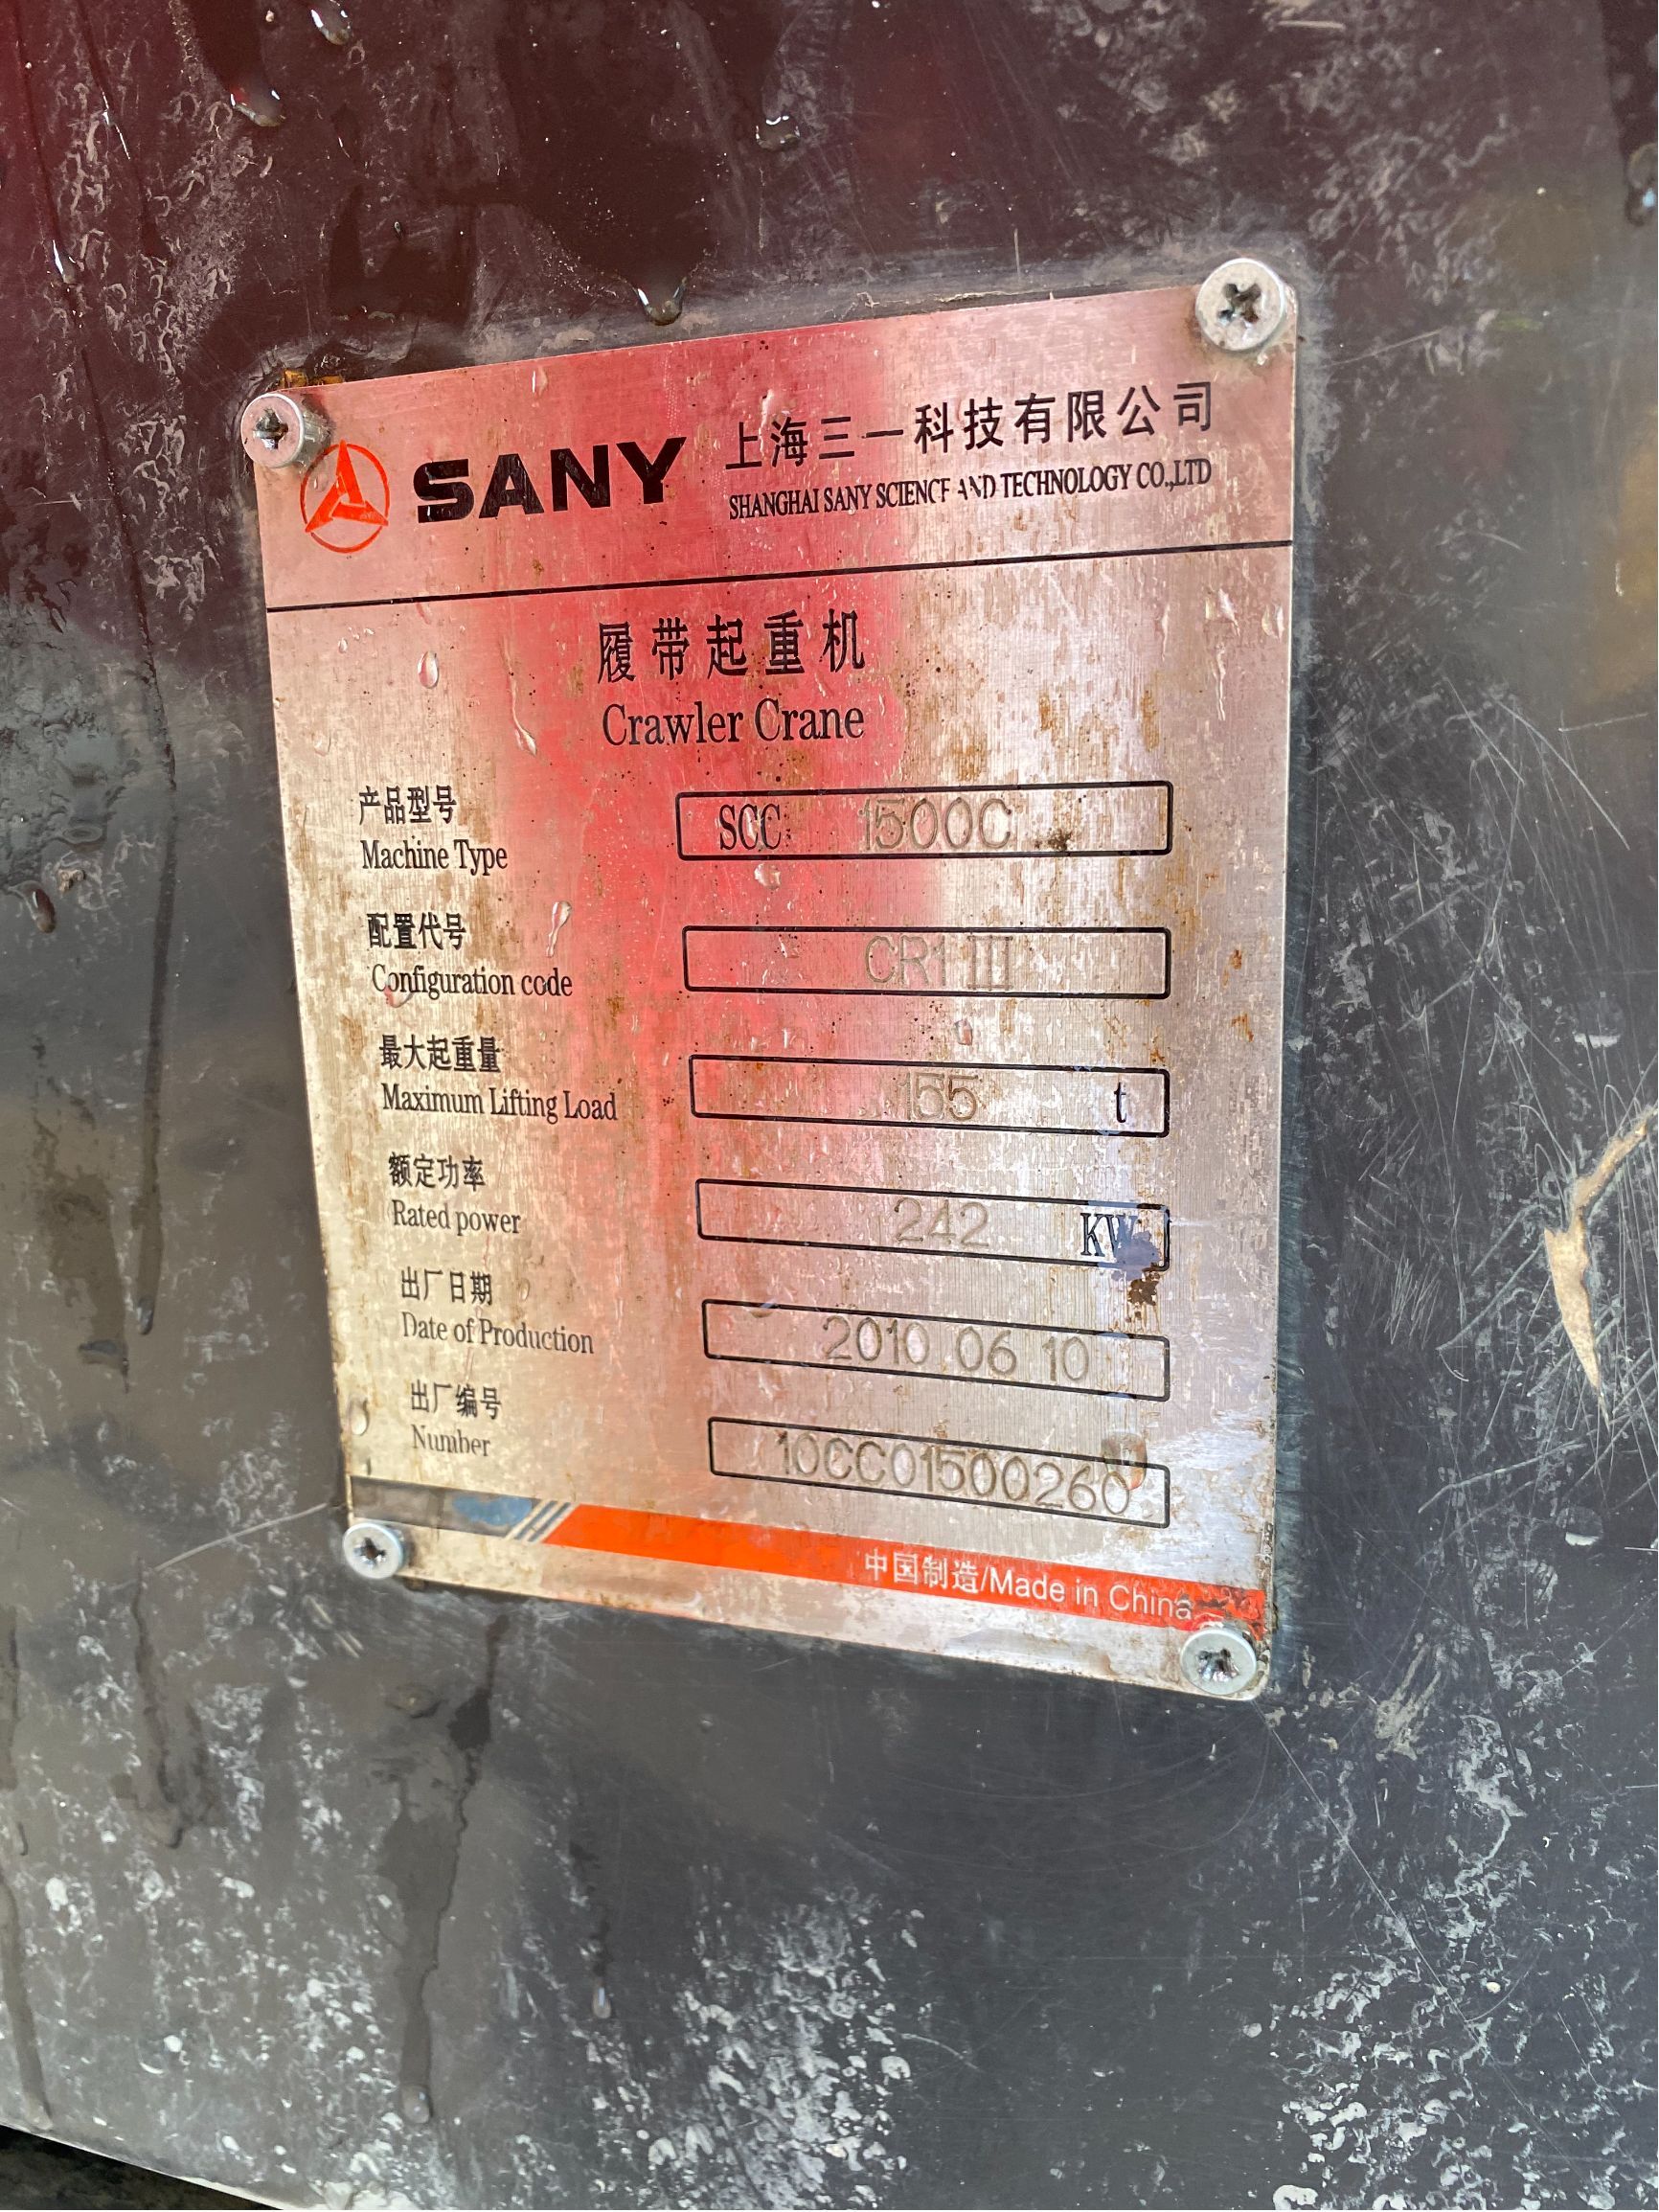 SANY 上海三一科技有限公司
SHANGHAI SANY SCIENCE AND TECHNOLOGY CO.,LTD
履带起重机
Crawler Crane
产品型号
Machine Type
SCC 1500C
配置代号
Configuration code
CR1 III
最大起重量
Maximum Lifting Load
155 t
额定功率
Rated power
242 KW
出厂日期
Date of Production
2010 06 10
出厂编号
Number
10CC01500260
中国制造/Made in China